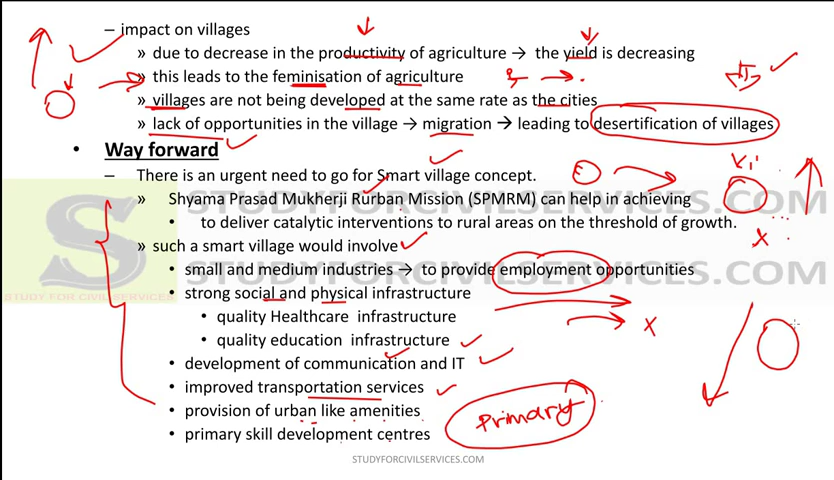 – impact on villages
» due to decrease in the productivity of agriculture → the yield is decreasing
» this leads to the feminisation of agriculture
» villages are not being developed at the same rate as the cities
» lack of opportunities in the village → migration → leading to desertification of villages
• Way forward
– There is an urgent need to go for Smart village concept.
» Shyama Prasad Mukherji Rurban Mission (SPMRM) can help in achieving
• to deliver catalytic interventions to rural areas on the threshold of growth.
» such a smart village would involve
• small and medium industries → to provide employment opportunities
• strong social and physical infrastructure
• quality Healthcare infrastructure
• quality education infrastructure
• development of communication and IT
• improved transportation services
• provision of urban like amenities
• primary skill development centres
Primary
STUDYFORCIVILSERVICES.COM
STUDYFORCIVILSERVICES.COM
S
STUDY FOR CIVIL SERVICES
STUDYFORCIVILSERVICES.COM